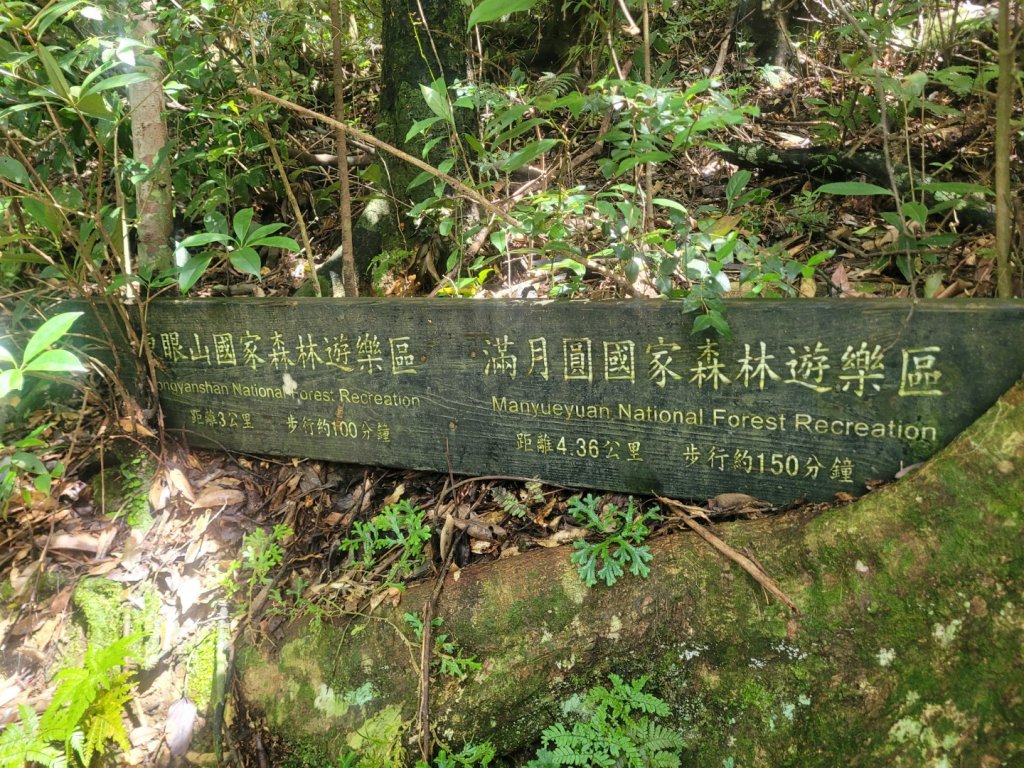 眼山國家森林遊樂區
ongyanshan National Forest Recreation
距離3公里 步行約100分鐘
滿月圓國家森林遊樂區
Manyueyuan National Forest Recreation
距離4.36公里 步行約150分鐘